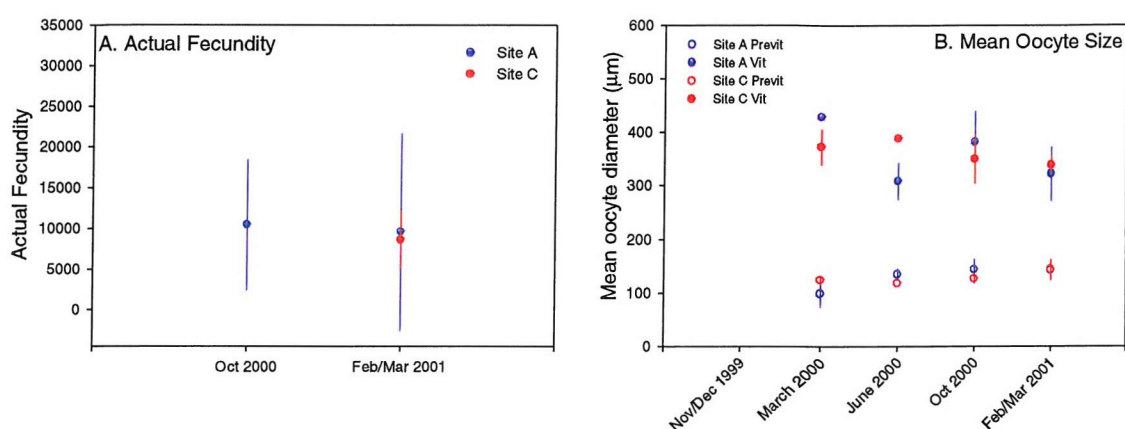 A. Actual Fecundity
Site A
Site C
Actual Fecundity
35000
30000
25000
20000
15000
10000
5000
0
Oct 2000
Feb/Mar 2001
B. Mean Oocyte Size
Site A Previt
Site A Vit
Site C Previt
Site C Vit
Mean oocyte diameter (µm)
600
500
400
300
200
100
0
Nov/Dec 1999
March 2000
June 2000
Oct 2000
Feb/Mar 2001